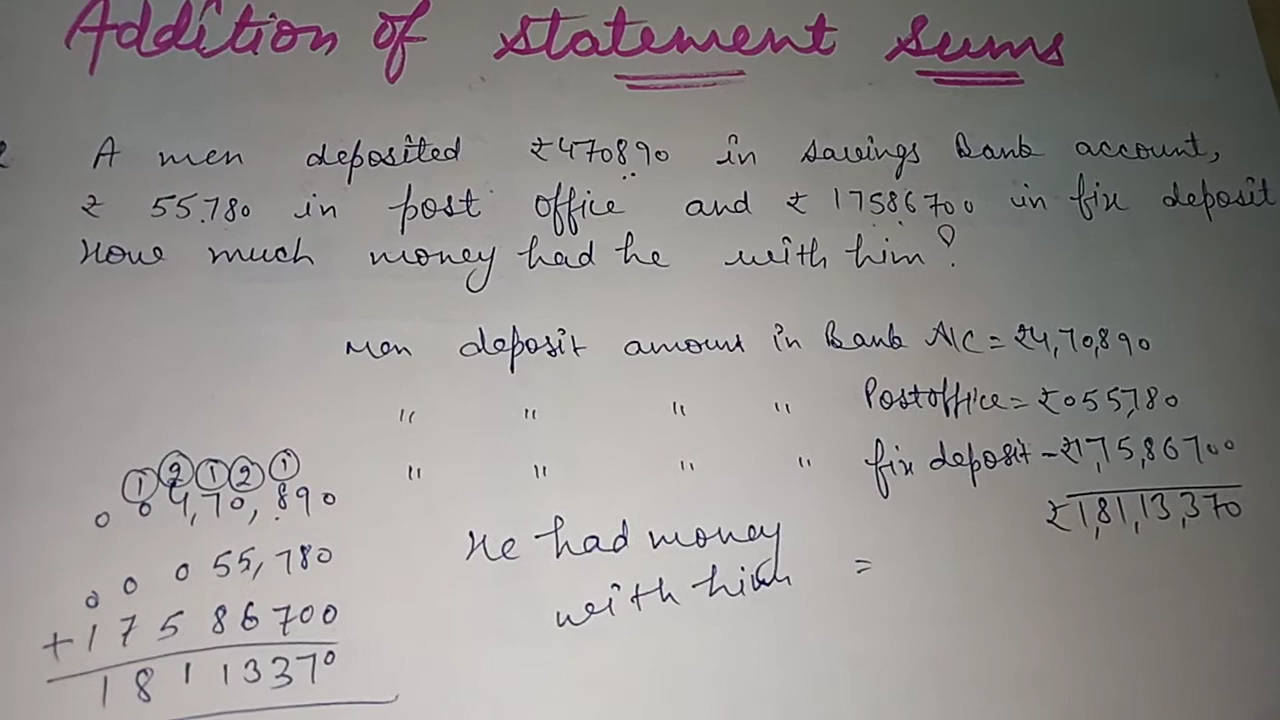 Addition of statement sums
A men deposited ₹470890 in savings Bank account,
₹ 55.780 in post office and ₹ 17586700 in fix deposit
How much money had he with him?
Men deposit amount in Bank A/C = ₹4,70,890
" " " " Postoffice = ₹055,780
" " " " fix deposit - ₹1,75,86700
₹1,81,13,370
He had money
with him =
1 2 1 2 1
0 0 4,70,890
0 0 0 55,780
+ 1 7 5 8 6 7 0 0
1 8 1 1 3 3 7 0